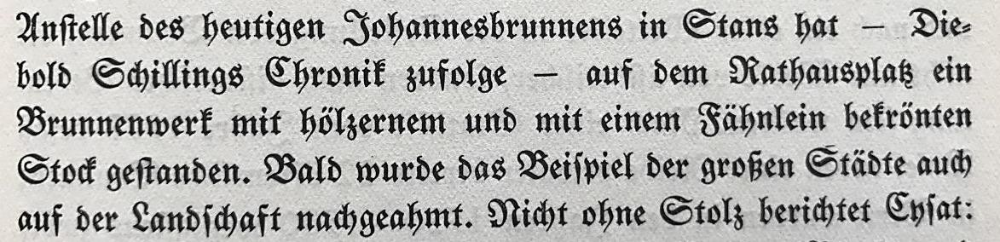 Anstelle des heutigen Johannesbrunnens in Stans hat — Die-
bold Schillings Chronik zufolge — auf dem Rathausplatz ein
Brunnenwerk mit hölzernem und mit einem Fähnlein bekrönten
Stock gestanden. Bald wurde das Beispiel der großen Städte auch
auf der Landschaft nachgeahmt. Nicht ohne Stolz berichtet Cysat: